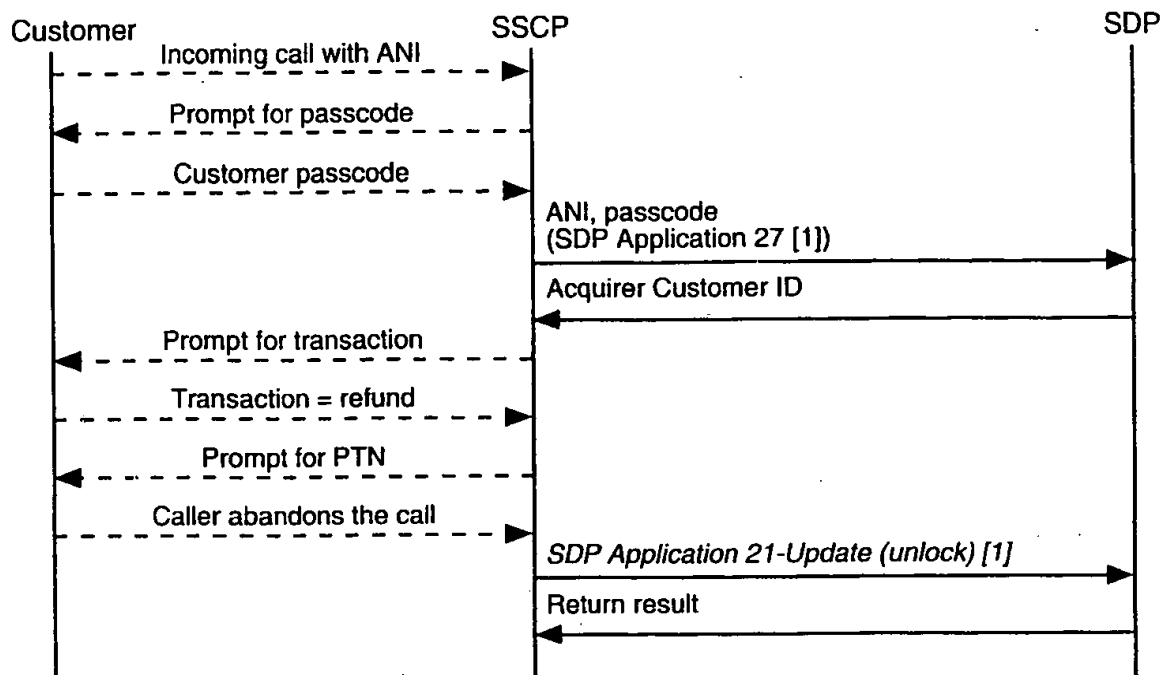 Customer
SSCP
SDP
Incoming call with ANI
Prompt for passcode
Customer passcode
ANI, passcode
(SDP Application 27 [1])
Acquirer Customer ID
Prompt for transaction
Transaction = refund
Prompt for PTN
Caller abandons the call
SDP Application 21-Update (unlock) [1]
Return result